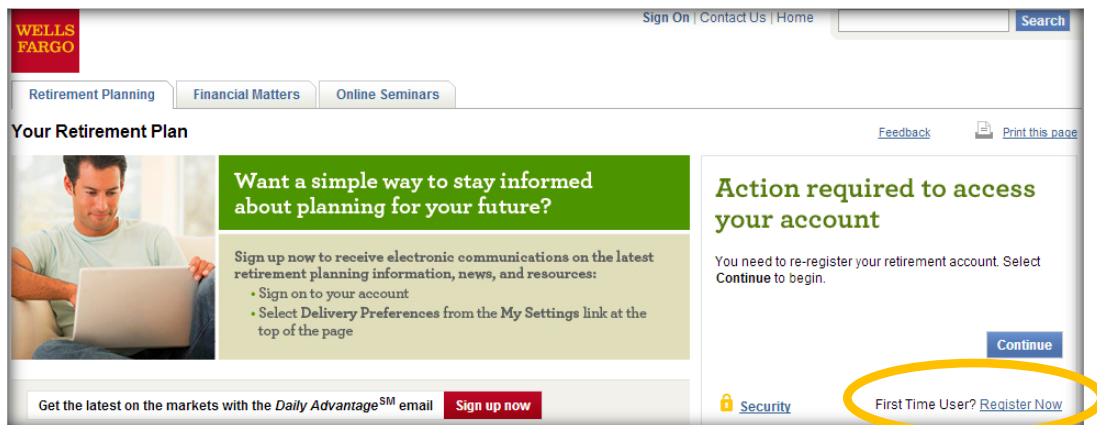 WELLS
FARGO
Sign On | Contact Us | Home
Search
Retirement Planning
Financial Matters
Online Seminars
Your Retirement Plan
Feedback
Print this page
Want a simple way to stay informed
about planning for your future?
Sign up now to receive electronic communications on the latest
retirement planning information, news, and resources:
• Sign on to your account
• Select Delivery Preferences from the My Settings link at the
top of the page
Get the latest on the markets with the Daily Advantage℠ email
Sign up now
Action required to access
your account
You need to re-register your retirement account. Select
Continue to begin.
Continue
Security
First Time User? Register Now